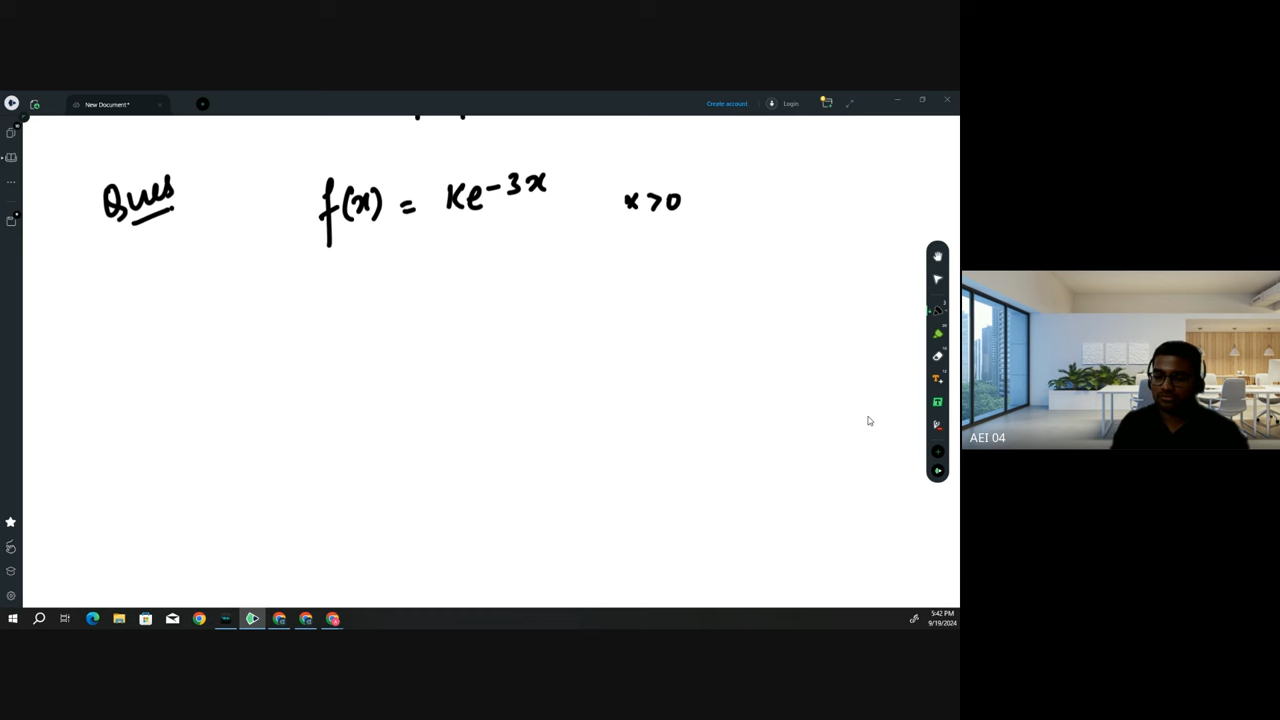 New Document*
Create account
Login
Ques f(x) = Ke^{-3x} x > 0
AEI 04
5:42 PM
9/19/2024